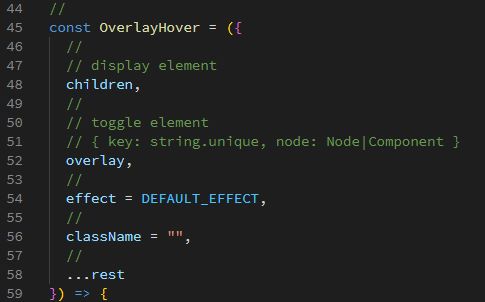 44 //
45 const OverlayHover = ({
46 //
47 // display element
48 children,
49 //
50 // toggle element
51 // { key: string.unique, node: Node|Component }
52 overlay,
53 //
54 effect = DEFAULT_EFFECT,
55 //
56 className = "",
57 //
58 ...rest
59 }) => {